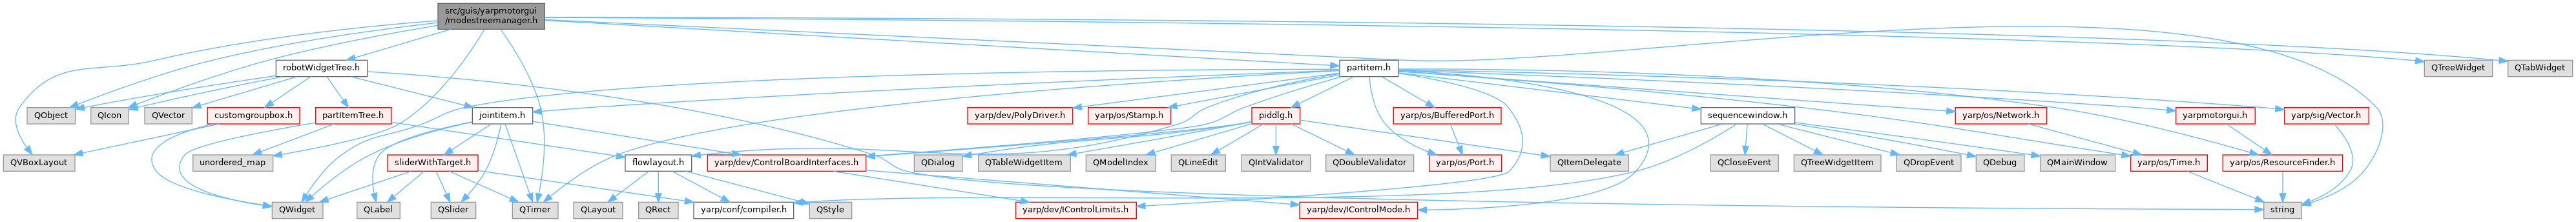 src/guis/yarpmotorgui
/modestreemanager.h
robotWidgetTree.h
partitem.h
QTreeWidget
QTabWidget
QObject
QIcon
QVector
customgroupbox.h
partItemTree.h
jointitem.h
yarp/dev/PolyDriver.h
yarp/os/Stamp.h
piddlg.h
yarp/os/BufferedPort.h
sequencewindow.h
yarp/os/Network.h
yarpmotorgui.h
yarp/sig/Vector.h
QVBoxLayout
unordered_map
sliderWithTarget.h
flowlayout.h
yarp/dev/ControlBoardInterfaces.h
QDialog
QTableWidgetItem
QModelIndex
QLineEdit
QIntValidator
QDoubleValidator
yarp/os/Port.h
QItemDelegate
QCloseEvent
QTreeWidgetItem
QDropEvent
QDebug
QMainWindow
yarp/os/Time.h
yarp/os/ResourceFinder.h
QWidget
QLabel
QSlider
QTimer
QLayout
QRect
yarp/conf/compiler.h
QStyle
yarp/dev/IControlLimits.h
yarp/dev/IControlMode.h
string